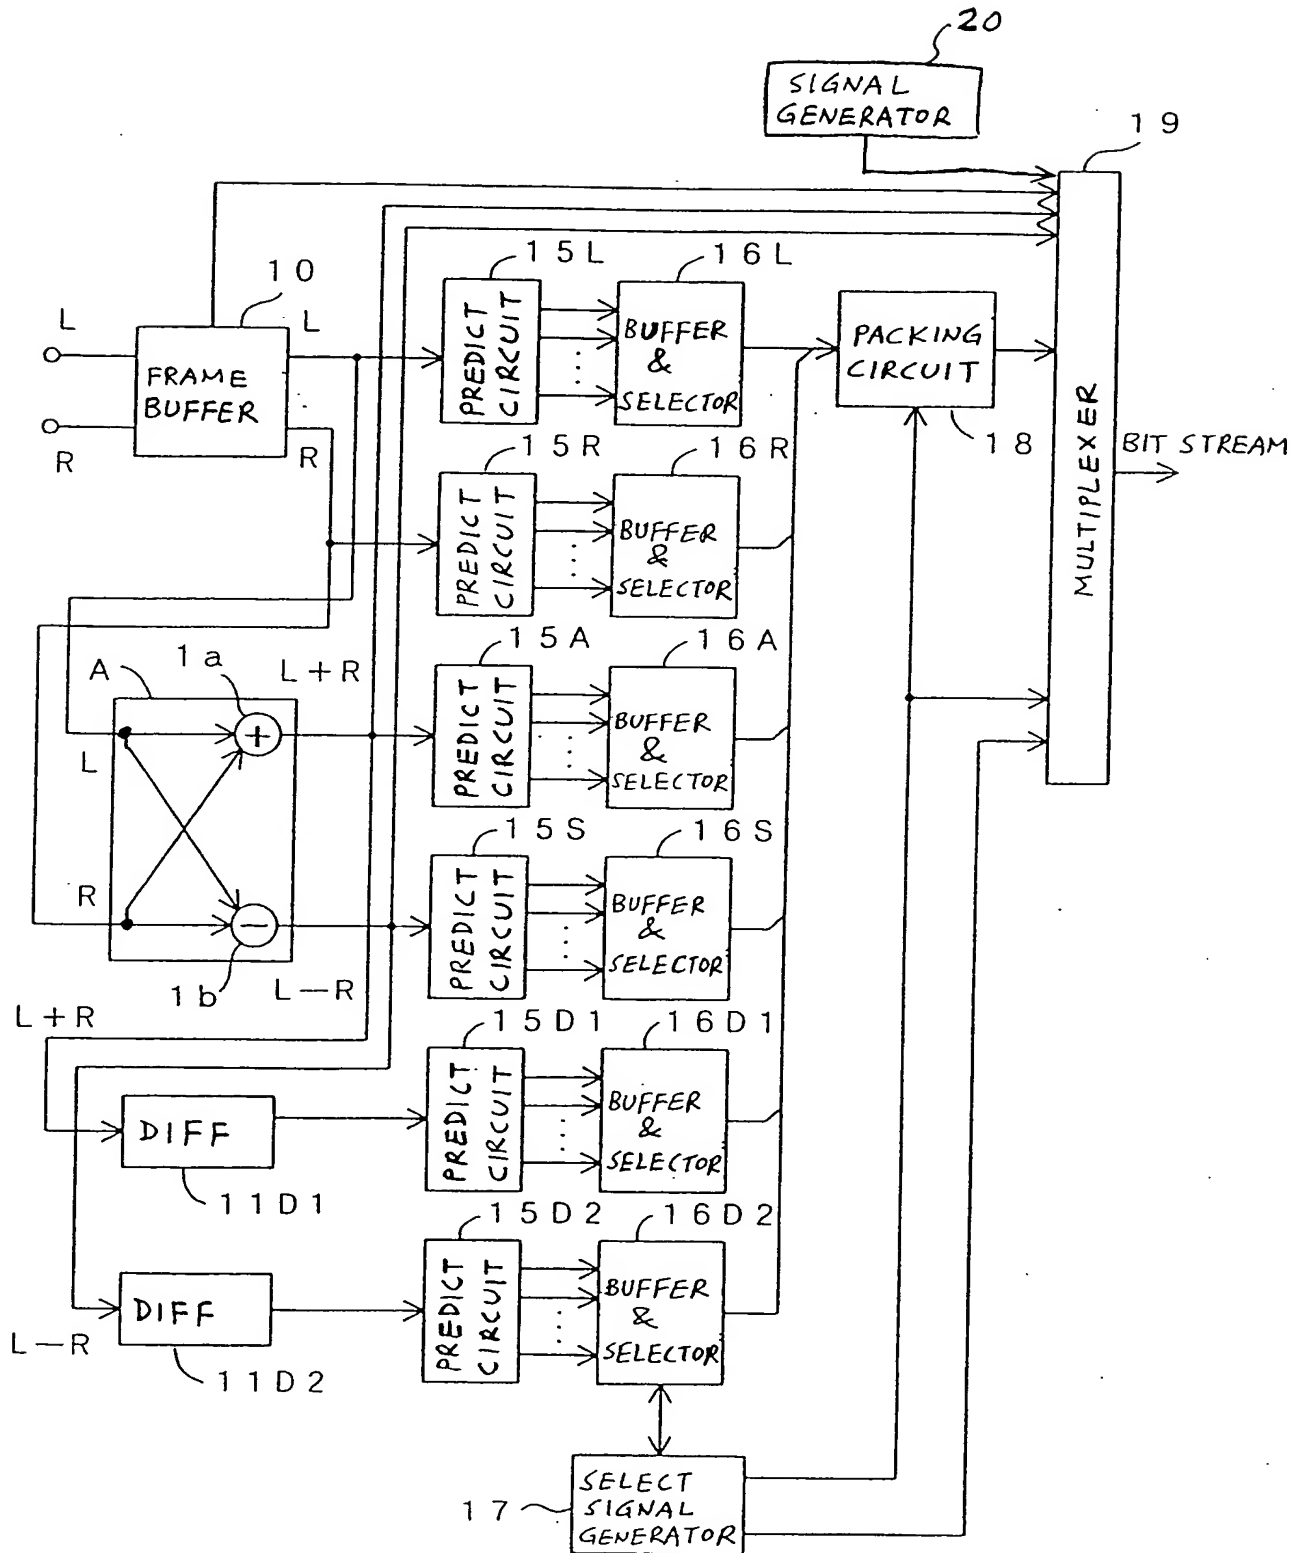 20
SIGNAL
GENERATOR
19
15L
16L
10
L
L
FRAME
BUFFER
R
R
PREDICT
CIRCUIT
BUFFER
&
SELECTOR
PACKING
CIRCUIT
18
MULTIPLEXER
BIT STREAM
15R
16R
PREDICT
CIRCUIT
BUFFER
&
SELECTOR
15A
16A
A
1a
L+R
+
L
PREDICT
CIRCUIT
BUFFER
&
SELECTOR
15S
16S
R
−
1b
L−R
PREDICT
CIRCUIT
BUFFER
&
SELECTOR
L+R
15D1
16D1
DIFF
11D1
PREDICT
CIRCUIT
BUFFER
&
SELECTOR
15D2
16D2
DIFF
L−R
11D2
PREDICT
CIRCUIT
BUFFER
&
SELECTOR
17
SELECT
SIGNAL
GENERATOR